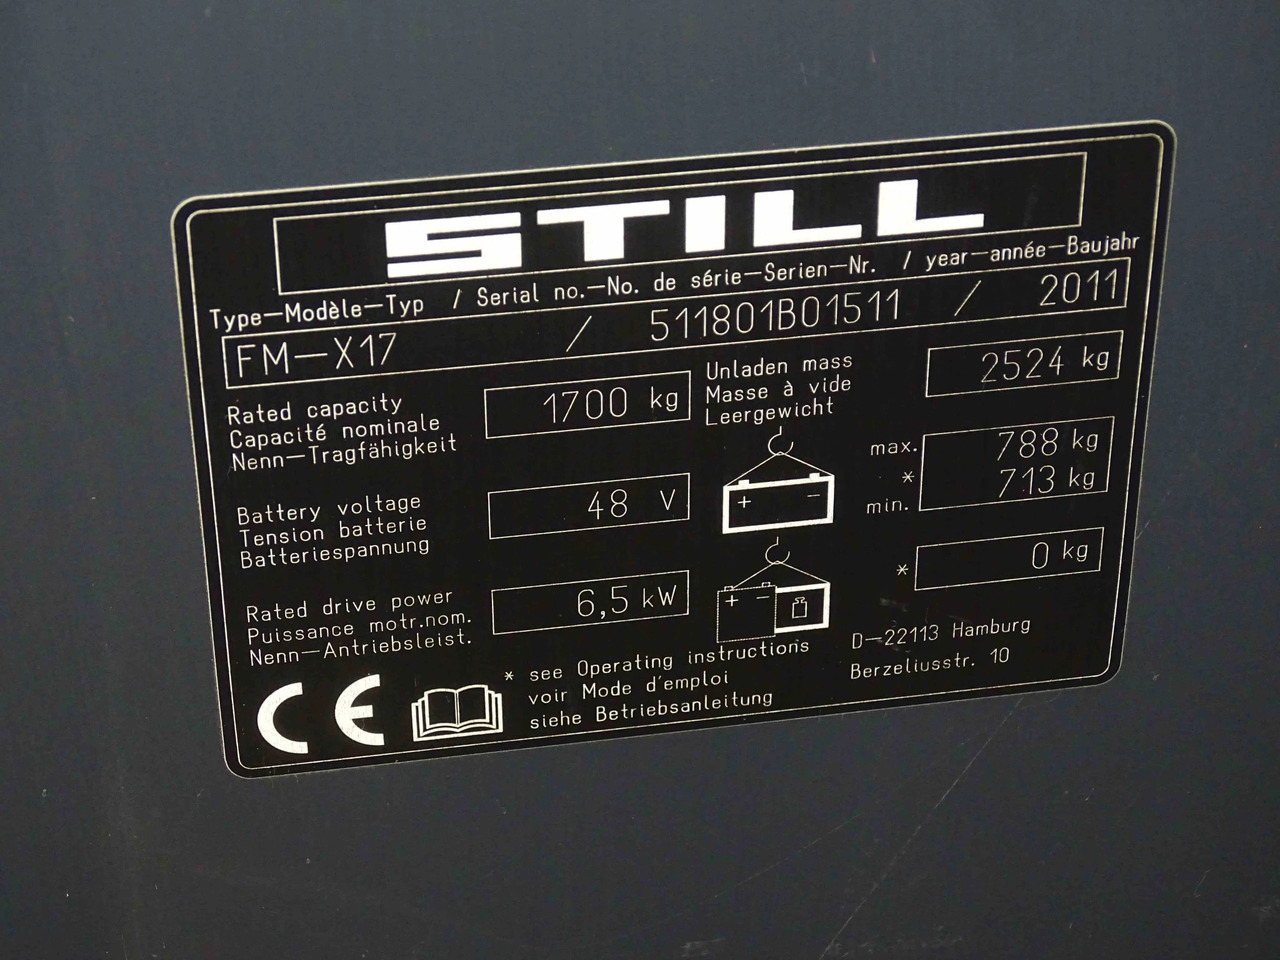 STILL
Type-Modèle-Typ / Serial no.-No. de série-Serien-Nr. / year-année-Baujahr
FM-X17 / 511801B01511 / 2011
Rated capacity
Capacité nominale
Nenn-Tragfähigkeit
1700 kg
Unladen mass
Masse à vide
Leergewicht
2524 kg
Battery voltage
Tension batterie
Batteriespannung
48 V
+ -
max.
*
min.
788 kg
713 kg
Rated drive power
Puissance motr.nom.
Nenn-Antriebsleist.
6,5 kW
+ -
*
0 kg
CE
* see Operating instructions
voir Mode d'emploi
siehe Betriebsanleitung
D-22113 Hamburg
Berzeliusstr. 10